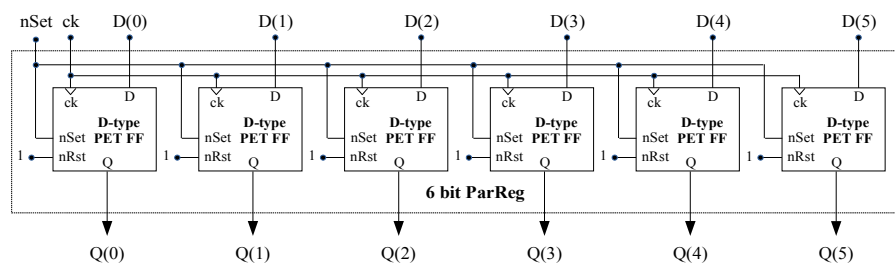 nSet ck D(0) D(1) D(2) D(3) D(4) D(5)
ck D ck D ck D ck D ck D ck D
D-type D-type D-type D-type D-type D-type
nSet PET FF nSet PET FF nSet PET FF nSet PET FF nSet PET FF nSet PET FF
1 nRst Q 1 nRst Q 1 nRst Q 1 nRst Q 1 nRst Q 1 nRst Q
6 bit ParReg
Q(0) Q(1) Q(2) Q(3) Q(4) Q(5)